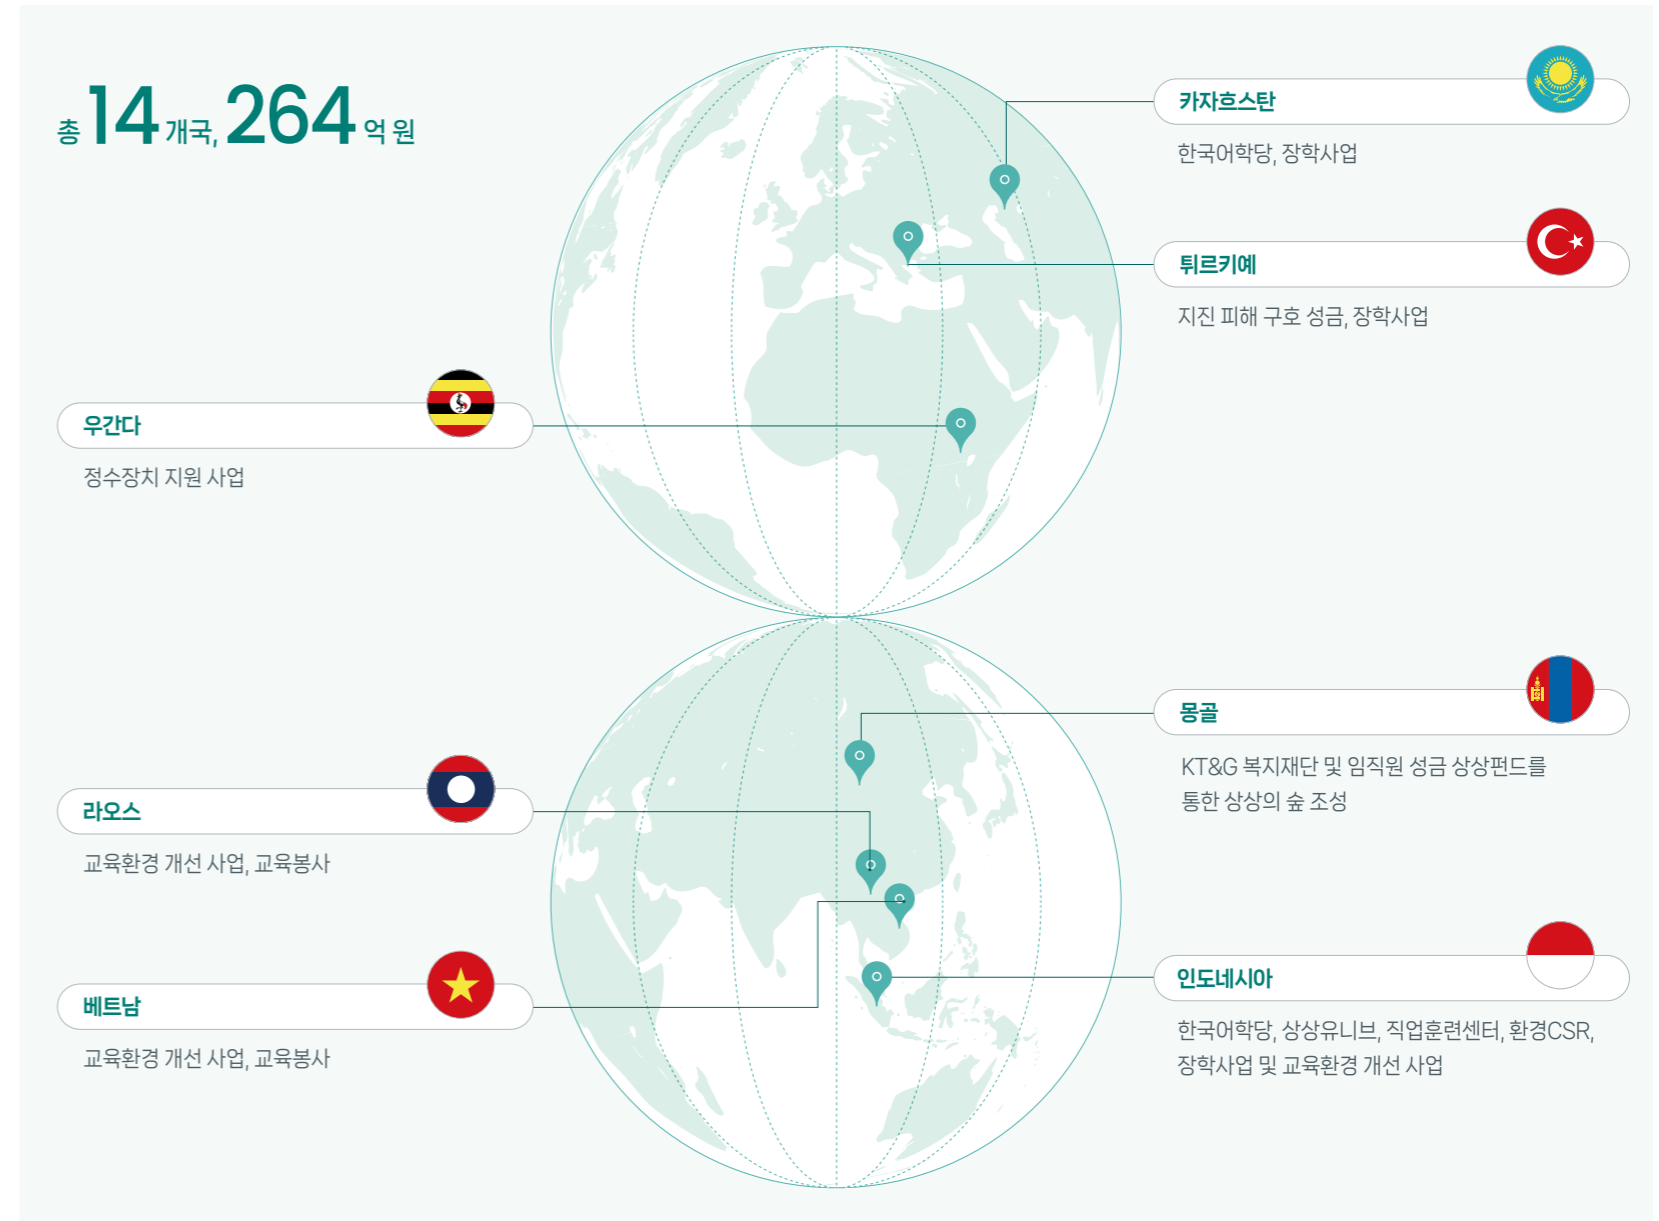 총 14 개국, 264 억 원
카자흐스탄
한국어학당, 장학사업
튀르키예
지진 피해 구호 성금, 장학사업
우간다
정수장치 지원 사업
몽골
KT&G 복지재단 및 임직원 성금 상상펀드를
통한 상상의 숲 조성
라오스
교육환경 개선 사업, 교육봉사
베트남
교육환경 개선 사업, 교육봉사
인도네시아
한국어학당, 상상유니브, 직업훈련센터, 환경CSR,
장학사업 및 교육환경 개선 사업